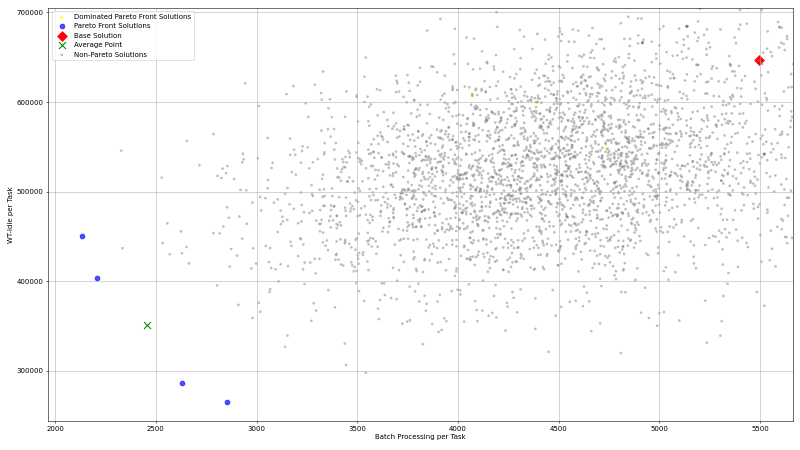 Dominated Pareto Front Solutions
Pareto Front Solutions
Base Solution
Average Point
Non-Pareto Solutions
700000
600000
500000
400000
300000
WT-Idle per Task
2000 2500 3000 3500 4000 4500 5000 5500
Batch Processing per Task